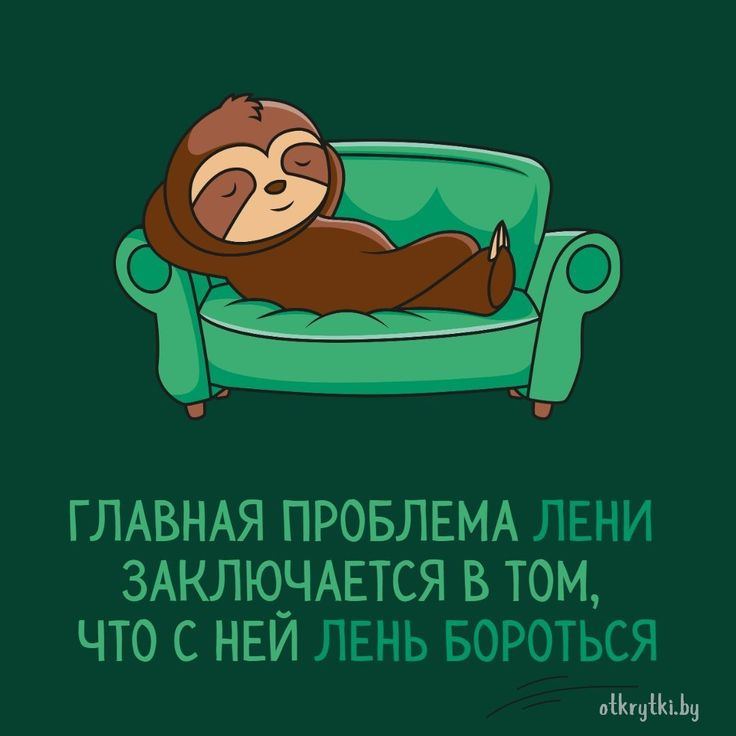 ГЛАВНАЯ ПРОБЛЕМА ЛЕНИ
ЗАКЛЮЧАЕТСЯ В ТОМ,
ЧТО С НЕЙ ЛЕНЬ БОРОТЬСЯ
otkrytki.by